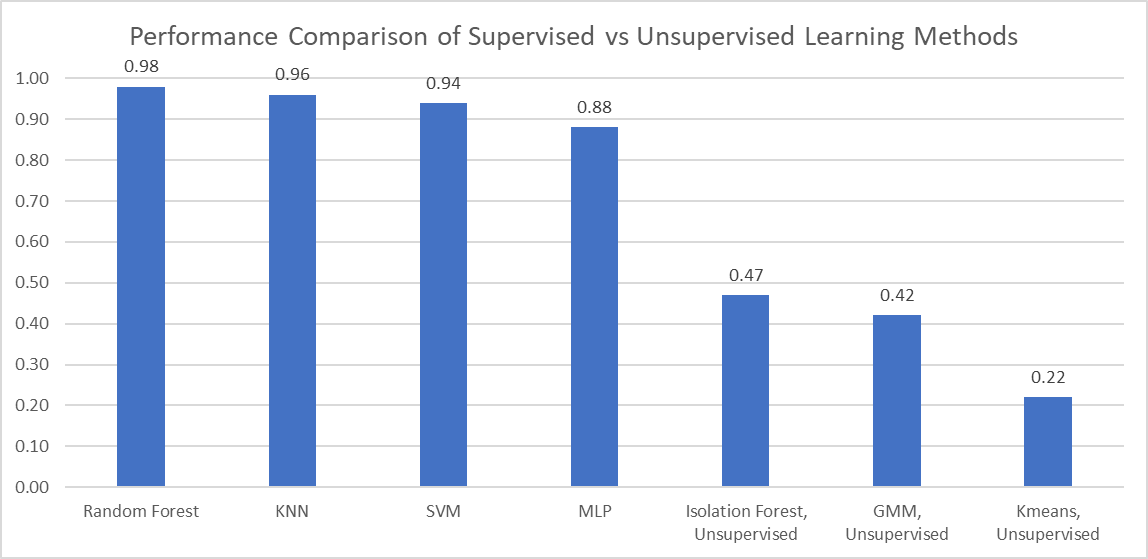 Performance Comparison of Supervised vs Unsupervised Learning Methods
1.00
0.90
0.80
0.70
0.60
0.50
0.40
0.30
0.20
0.10
0.00
0.98
0.96
0.94
0.88
0.47
0.42
0.22
Random Forest
KNN
SVM
MLP
Isolation Forest,
Unsupervised
GMM,
Unsupervised
Kmeans,
Unsupervised